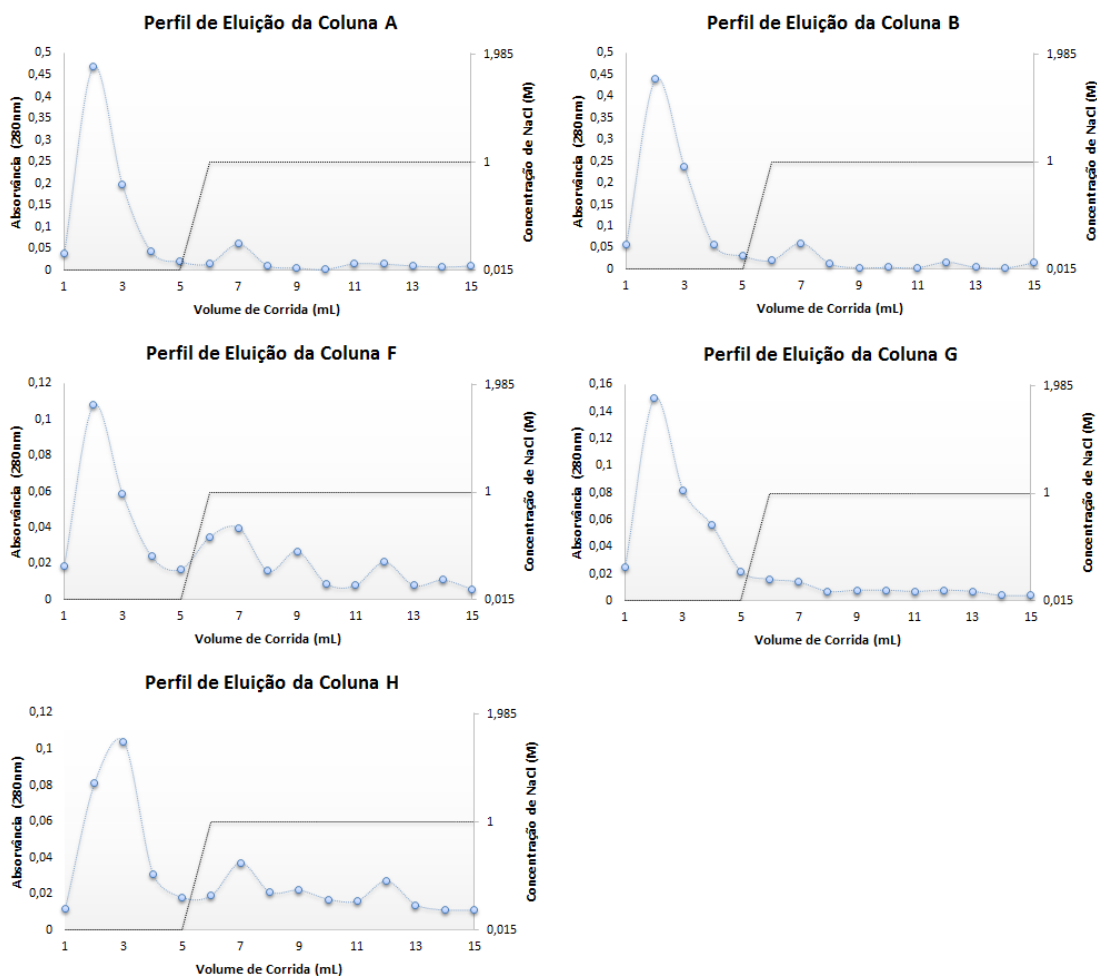 Perfil de Eluição da Coluna A
0,5
0,45
0,4
0,35
0,3
0,25
0,2
0,15
0,1
0,05
0
Absorvância (280nm)
1,985
1
0,015
Concentração de NaCl (M)
1 3 5 7 9 11 13 15
Volume de Corrida (mL)
Perfil de Eluição da Coluna B
0,5
0,45
0,4
0,35
0,3
0,25
0,2
0,15
0,1
0,05
0
Absorvância (280nm)
1,985
1
0,015
Concentração de NaCl (M)
1 3 5 7 9 11 13 15
Volume de Corrida (mL)
Perfil de Eluição da Coluna F
0,12
0,1
0,08
0,06
0,04
0,02
0
Absorvância (280nm)
1,985
1
0,015
Concentração de NaCl (M)
1 3 5 7 9 11 13 15
Volume de Corrida (mL)
Perfil de Eluição da Coluna G
0,16
0,14
0,12
0,1
0,08
0,06
0,04
0,02
0
Absorvância (280nm)
1,985
1
0,015
Concentração de NaCl (M)
1 3 5 7 9 11 13 15
Volume de Corrida (mL)
Perfil de Eluição da Coluna H
0,12
0,1
0,08
0,06
0,04
0,02
0
Absorvância (280nm)
1,985
1
0,015
Concentração de NaCl (M)
1 3 5 7 9 11 13 15
Volume de Corrida (mL)